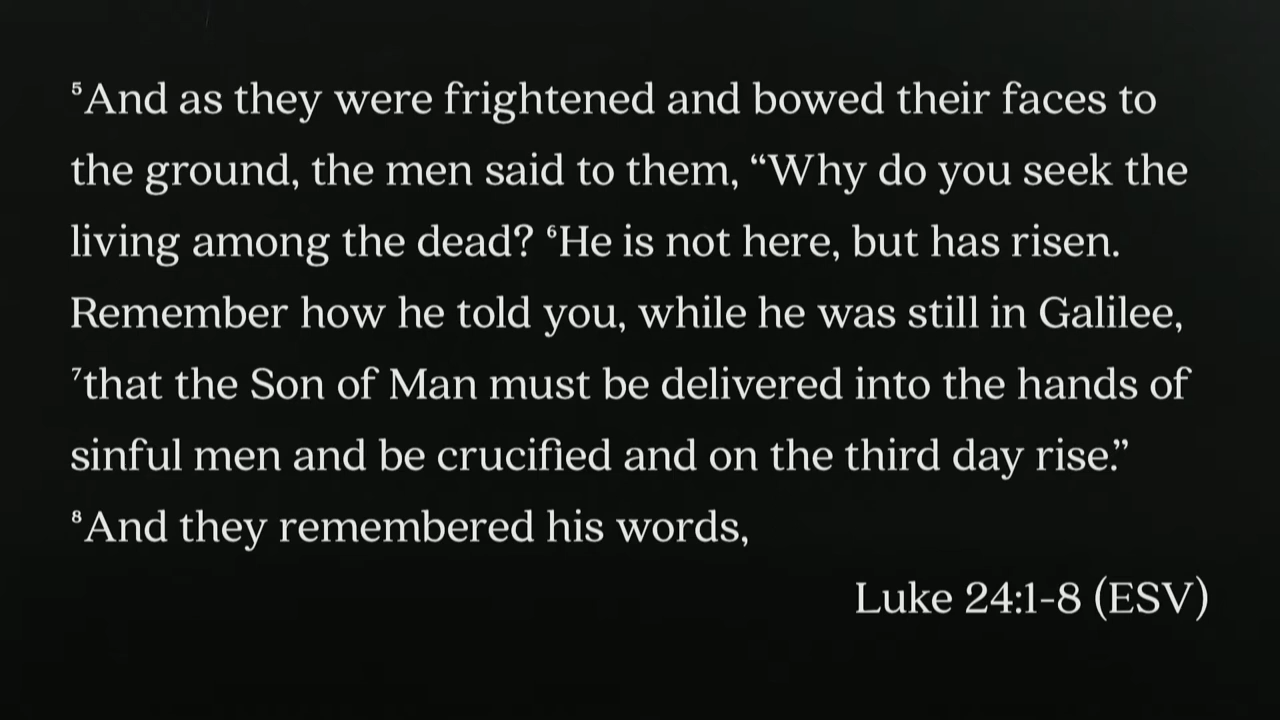 ⁵And as they were frightened and bowed their faces to
the ground, the men said to them, “Why do you seek the
living among the dead? ⁶He is not here, but has risen.
Remember how he told you, while he was still in Galilee,
⁷that the Son of Man must be delivered into the hands of
sinful men and be crucified and on the third day rise.”
⁸And they remembered his words,
Luke 24:1-8 (ESV)